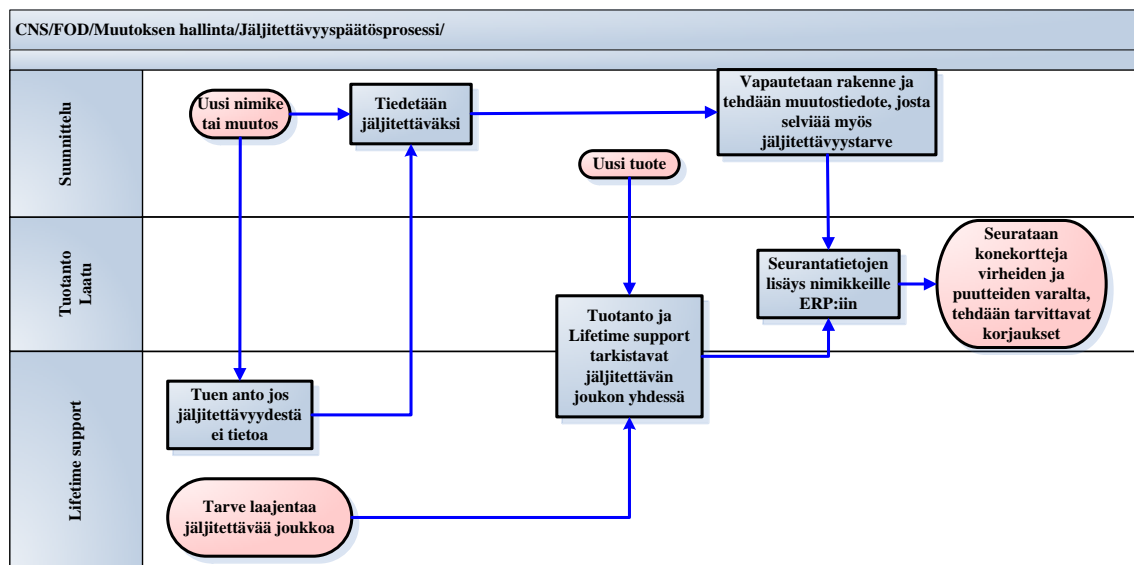 CNS/FOD/Muutoksen hallinta/Jäljitettävyyspäätösprosessi/
Suunnittelu
Uusi nimike
tai muutos
Tiedetään
jäljitettäväksi
Vapautetaan rakenne ja
tehdään muutostiedote, josta
selviää myös
jäljitettävyystarve
Uusi tuote
Tuotanto
Laatu
Seurantatietojen
lisäys nimikkeille
ERP:iin
Seurataan
konekortteja
virheiden ja
puutteiden varalta,
tehdään tarvittavat
korjaukset
Tuotanto ja
Lifetime support
tarkistavat
jäljitettävän
joukon yhdessä
Lifetime support
Tuen anto jos
jäljitettävyydestä
ei tietoa
Tarve laajentaa
jäljitettävää joukkoa